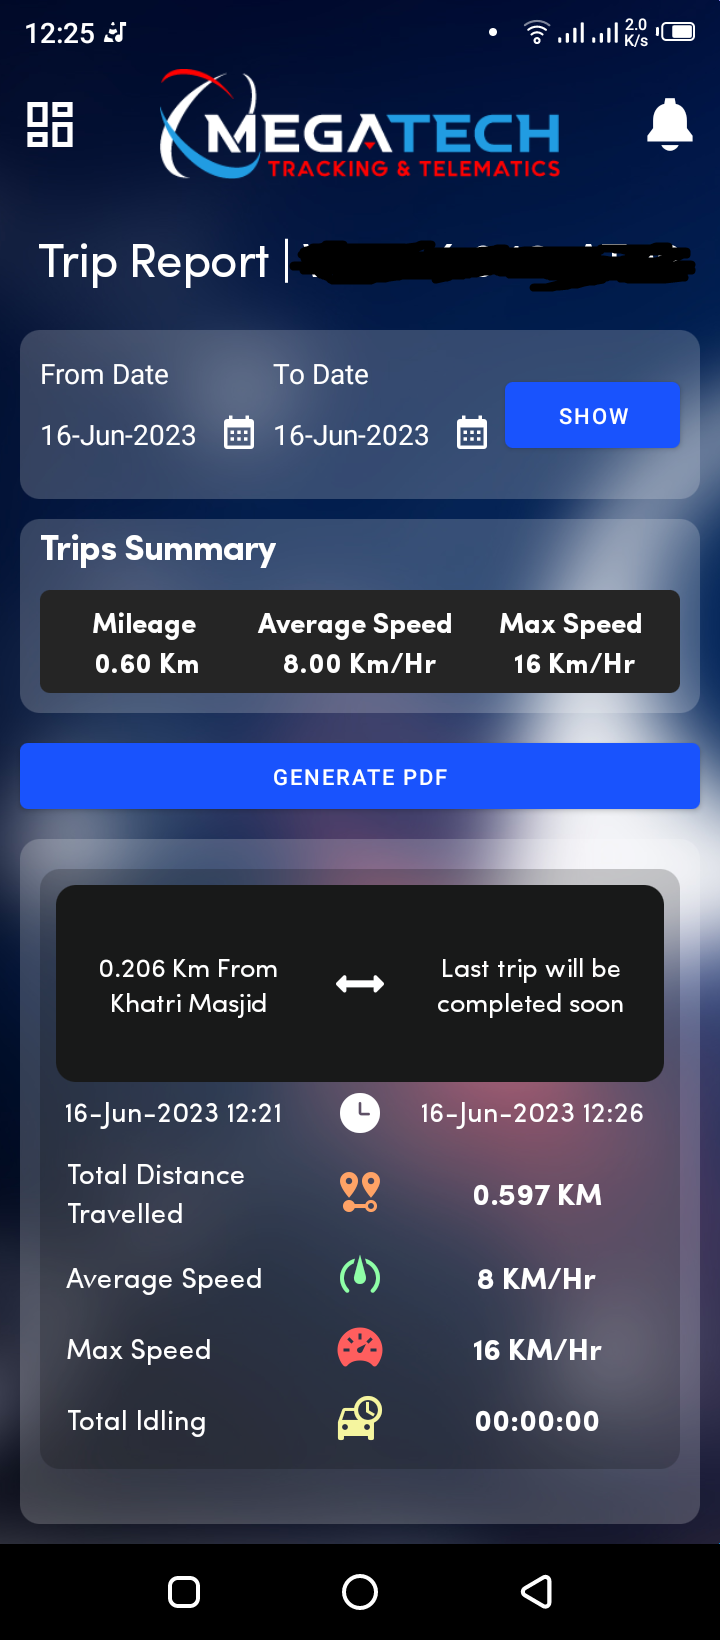 12:25
2.0
K/s
MEGATECH
TRACKING & TELEMATICS
Trip Report |
From Date To Date
16-Jun-2023 16-Jun-2023 SHOW
Trips Summary
Mileage Average Speed Max Speed
0.60 Km 8.00 Km/Hr 16 Km/Hr
GENERATE PDF
0.206 Km From
Khatri Masjid
Last trip will be
completed soon
16-Jun-2023 12:21 16-Jun-2023 12:26
Total Distance
Travelled
0.597 KM
Average Speed 8 KM/Hr
Max Speed 16 KM/Hr
Total Idling 00:00:00